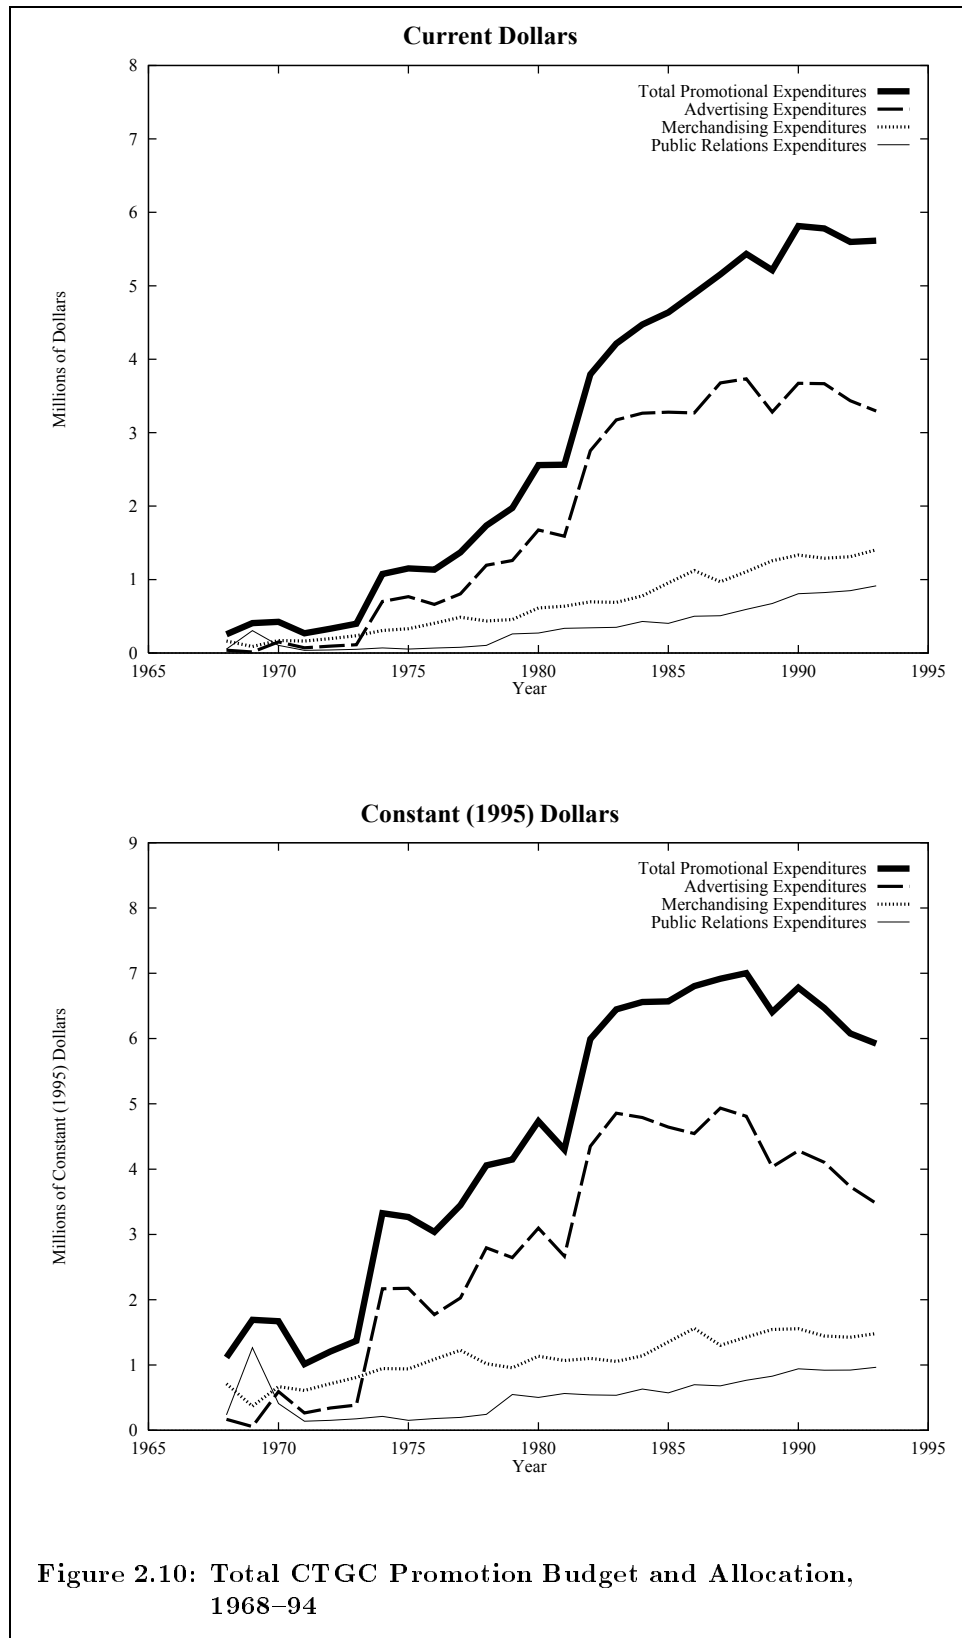 Current Dollars
8
7
6
5
4
3
2
1
0
Millions of Dollars
Total Promotional Expenditures
Advertising Expenditures
Merchandising Expenditures
Public Relations Expenditures
1965 1970 1975 1980 1985 1990 1995
Year
Constant (1995) Dollars
9
8
7
6
5
4
3
2
1
0
Millions of Constant (1995) Dollars
Total Promotional Expenditures
Advertising Expenditures
Merchandising Expenditures
Public Relations Expenditures
1965 1970 1975 1980 1985 1990 1995
Year
Figure 2.10: Total CTGC Promotion Budget and Allocation,
1968–94